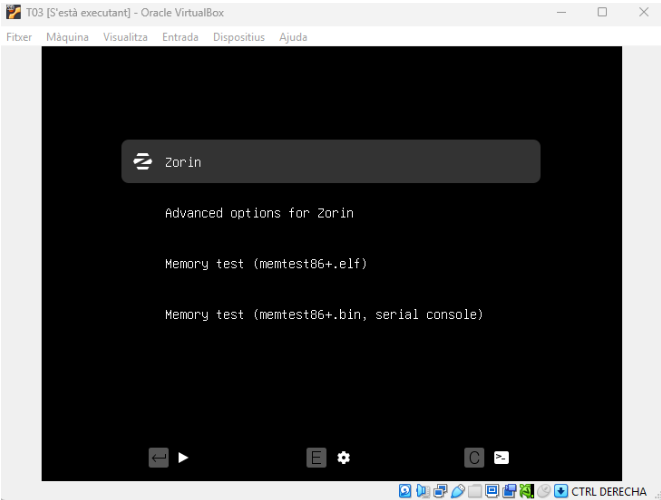 T03 [S'està executant] - Oracle VirtualBox
Fitxer Màquina Visualitza Entrada Dispositius Ajuda
Zorin
Advanced options for Zorin
Memory test (memtest86+.elf)
Memory test (memtest86+.bin, serial console)
E C
CTRL DERECHA